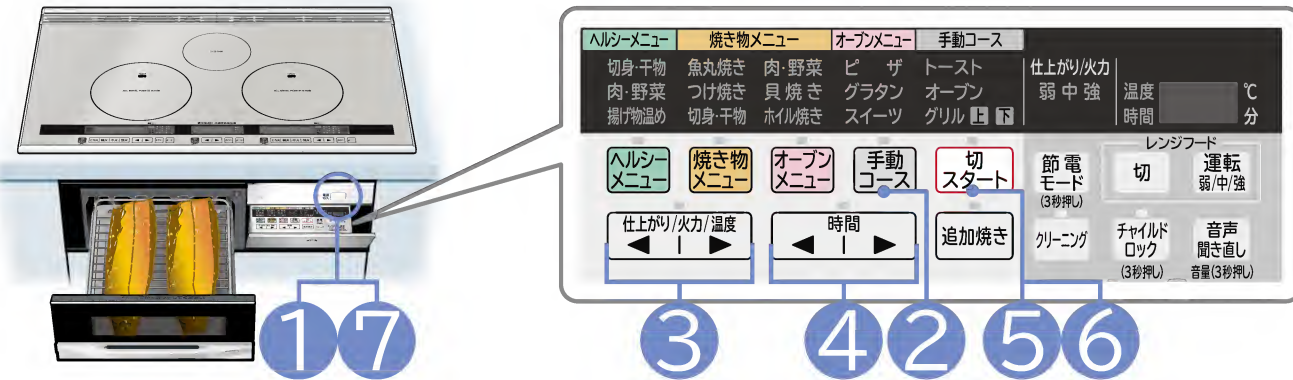 ヘルシーメニュー 焼き物メニュー オーブンメニュー 手動コース
切身・干物 魚丸焼き 肉・野菜 ピザ トースト 仕上がり/火力
肉・野菜 つけ焼き 貝焼き グラタン オーブン 弱 中 強 温度 ℃
揚げ物温め 切身・干物 ホイル焼き スイーツ グリル 上 下 時間 分
レンジフード
ヘルシー
メニュー
焼き物
メニュー
オーブン
メニュー
手動
コース
切
スタート
節電
モード
(3秒押し)
切
運転
弱/中/強
仕上がり/火力/温度
◀ | ▶
時間
◀ | ▶
追加焼き
クリーニング
チャイルド
ロック
(3秒押し)
音声
聞き直し
音量(3秒押し)
1 7 3 4 2 5 6